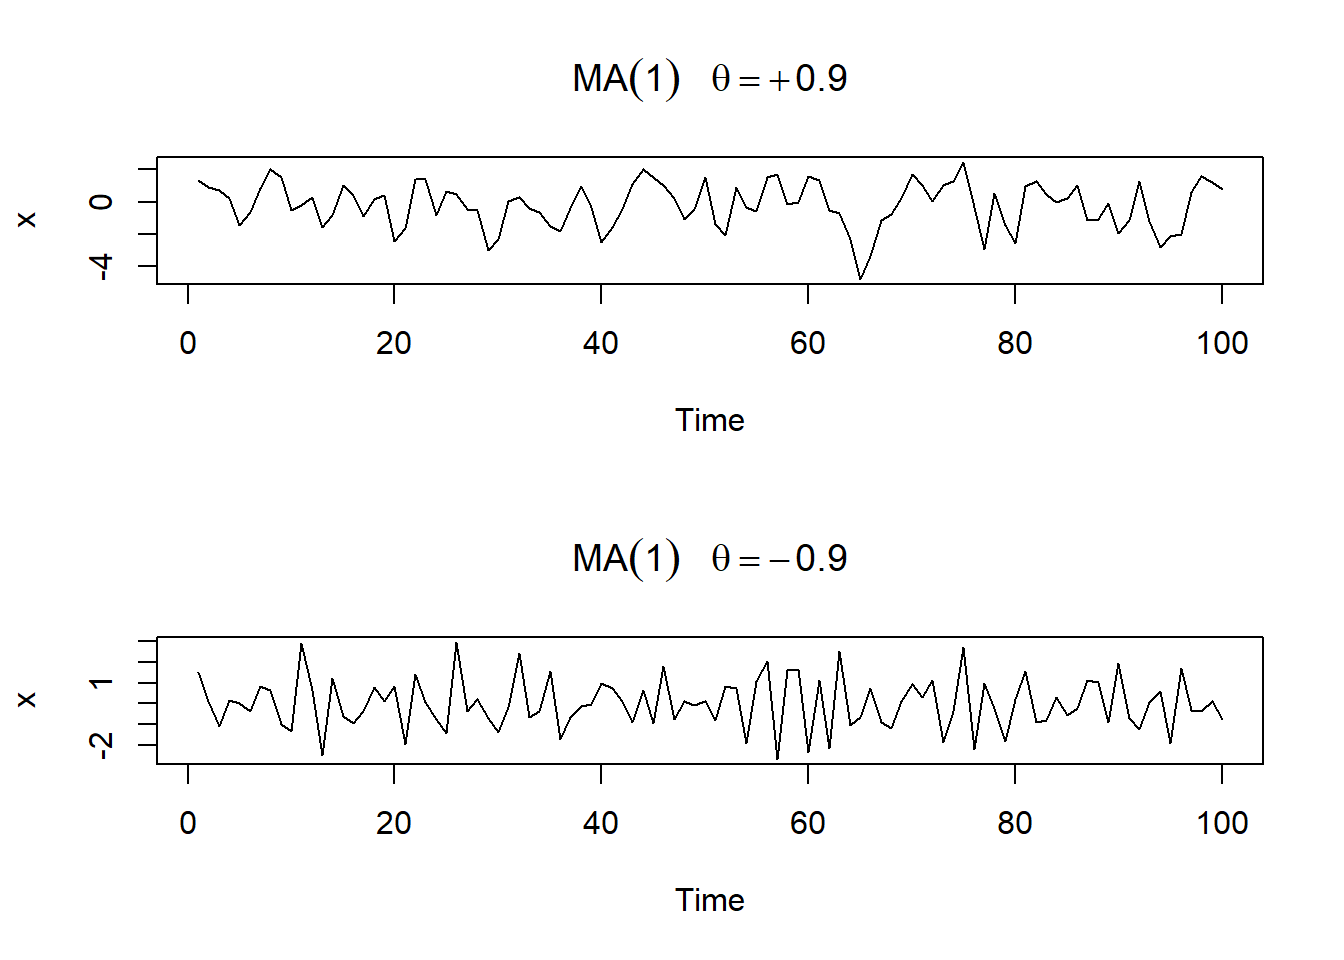 MA(1) θ = +0.9
x
0
-4
0 20 40 60 80 100
Time
MA(1) θ = −0.9
x
1
-2
0 20 40 60 80 100
Time